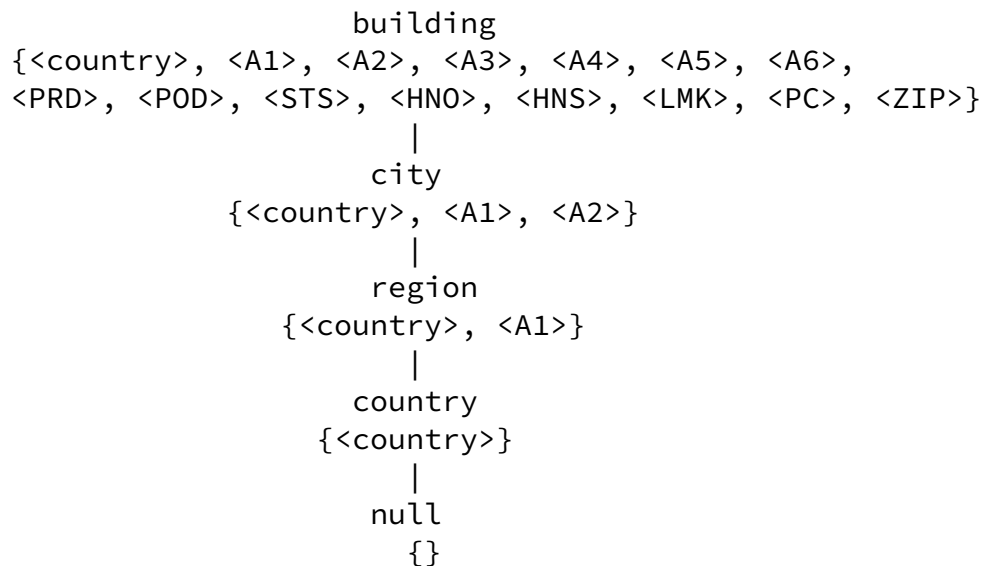 building
{<country>, <A1>, <A2>, <A3>, <A4>, <A5>, <A6>,
<PRD>, <POD>, <STS>, <HNO>, <HNS>, <LMK>, <PC>, <ZIP>}
|
city
{<country>, <A1>, <A2>}
|
region
{<country>, <A1>}
|
country
{<country>}
|
null
{}